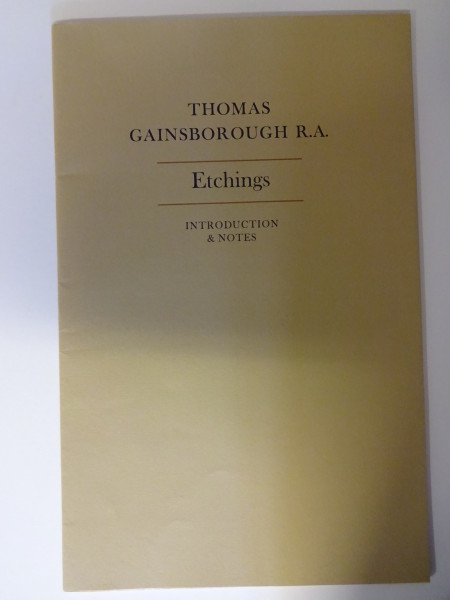 THOMAS
GAINSBOROUGH R.A.
Etchings
INTRODUCTION
& NOTES